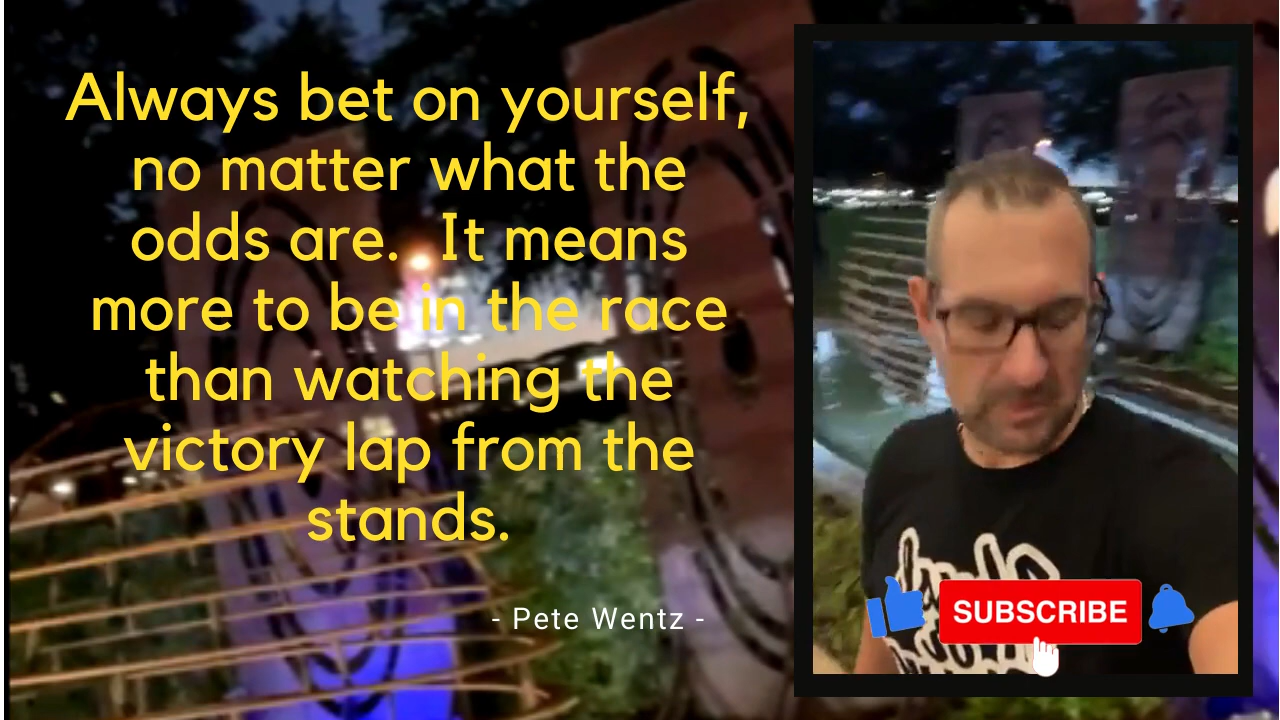 Always bet on yourself,
no matter what the
odds are.  It means
more to be in the race
than watching the
victory lap from the
stands.
- Pete Wentz -
SUBSCRIBE